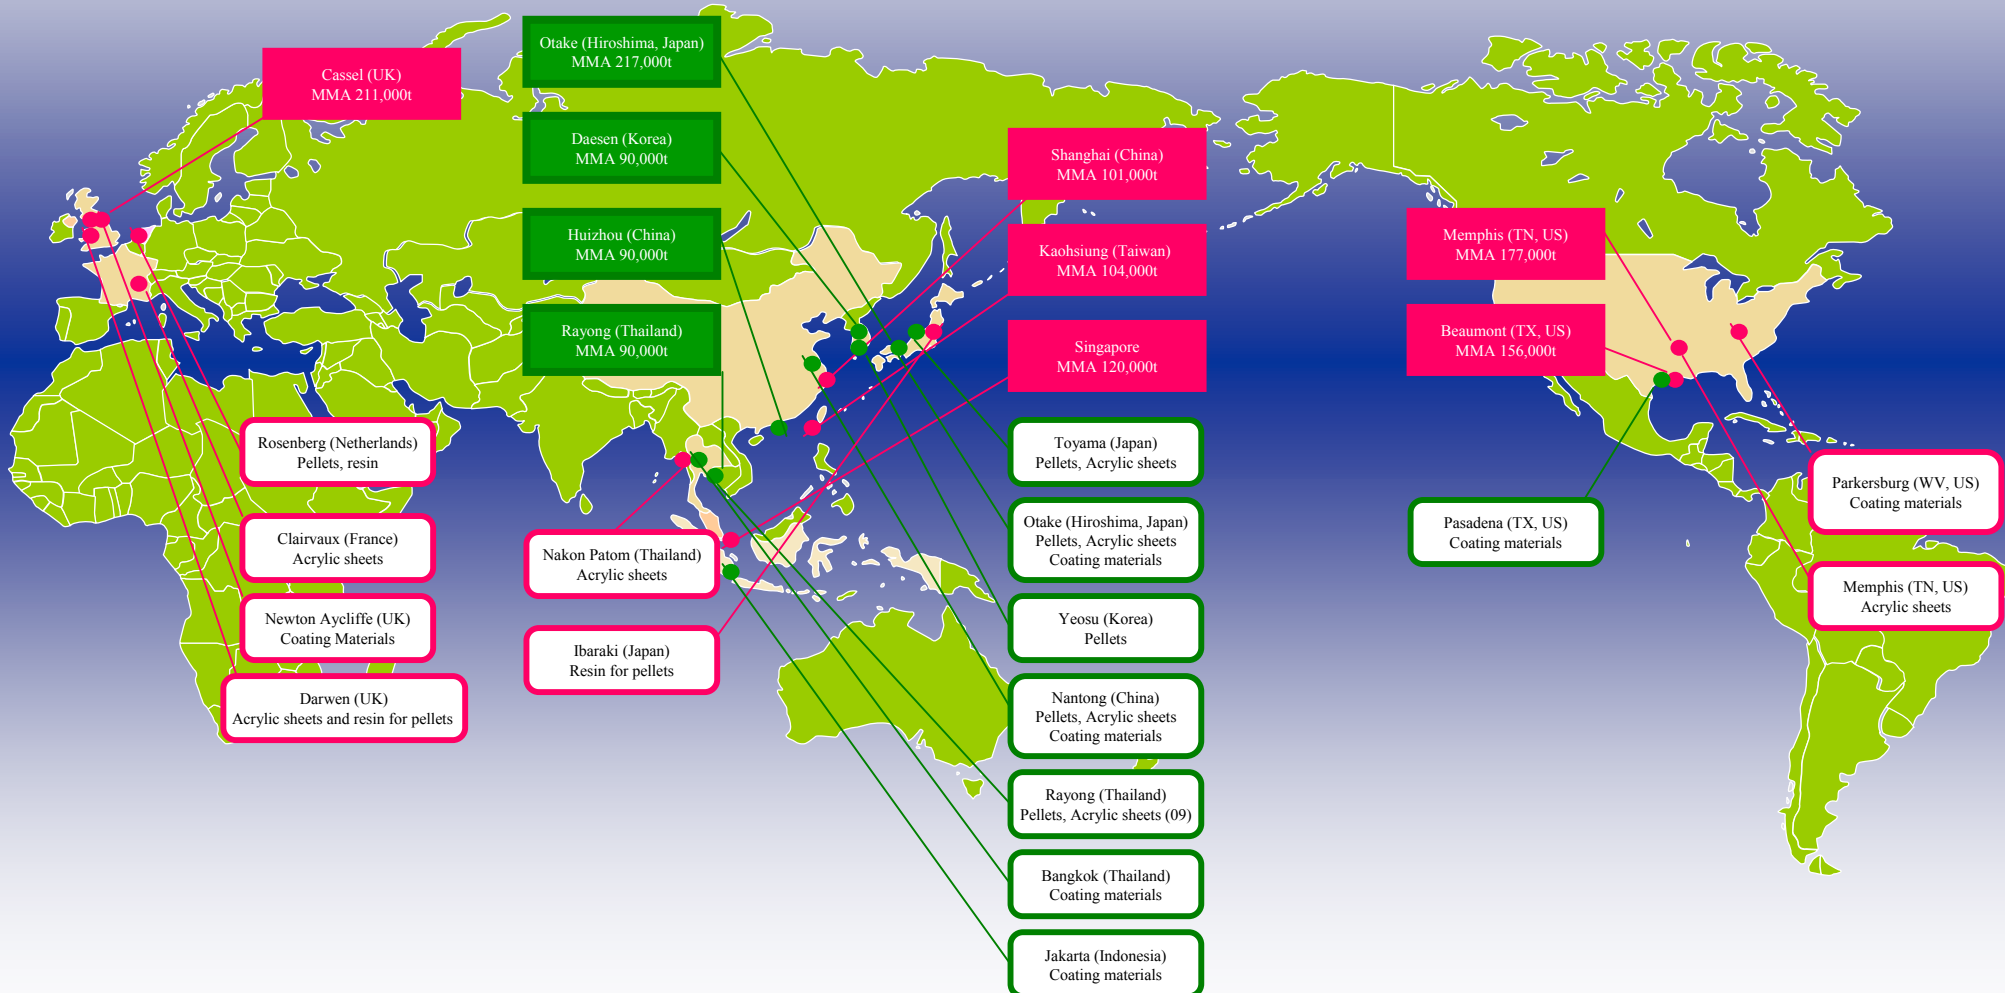 Cassel (UK)
MMA 211,000t
Otake (Hiroshima, Japan)
MMA 217,000t
Daesen (Korea)
MMA 90,000t
Huizhou (China)
MMA 90,000t
Rayong (Thailand)
MMA 90,000t
Shanghai (China)
MMA 101,000t
Kaohsiung (Taiwan)
MMA 104,000t
Singapore
MMA 120,000t
Memphis (TN, US)
MMA 177,000t
Beaumont (TX, US)
MMA 156,000t
Rosenberg (Netherlands)
Pellets, resin
Clairvaux (France)
Acrylic sheets
Newton Aycliffe (UK)
Coating Materials
Darwen (UK)
Acrylic sheets and resin for pellets
Nakon Patom (Thailand)
Acrylic sheets
Ibaraki (Japan)
Resin for pellets
Toyama (Japan)
Pellets, Acrylic sheets
Otake (Hiroshima, Japan)
Pellets, Acrylic sheets
Coating materials
Yeosu (Korea)
Pellets
Nantong (China)
Pellets, Acrylic sheets
Coating materials
Rayong (Thailand)
Pellets, Acrylic sheets (09)
Bangkok (Thailand)
Coating materials
Jakarta (Indonesia)
Coating materials
Pasadena (TX, US)
Coating materials
Parkersburg (WV, US)
Coating materials
Memphis (TN, US)
Acrylic sheets